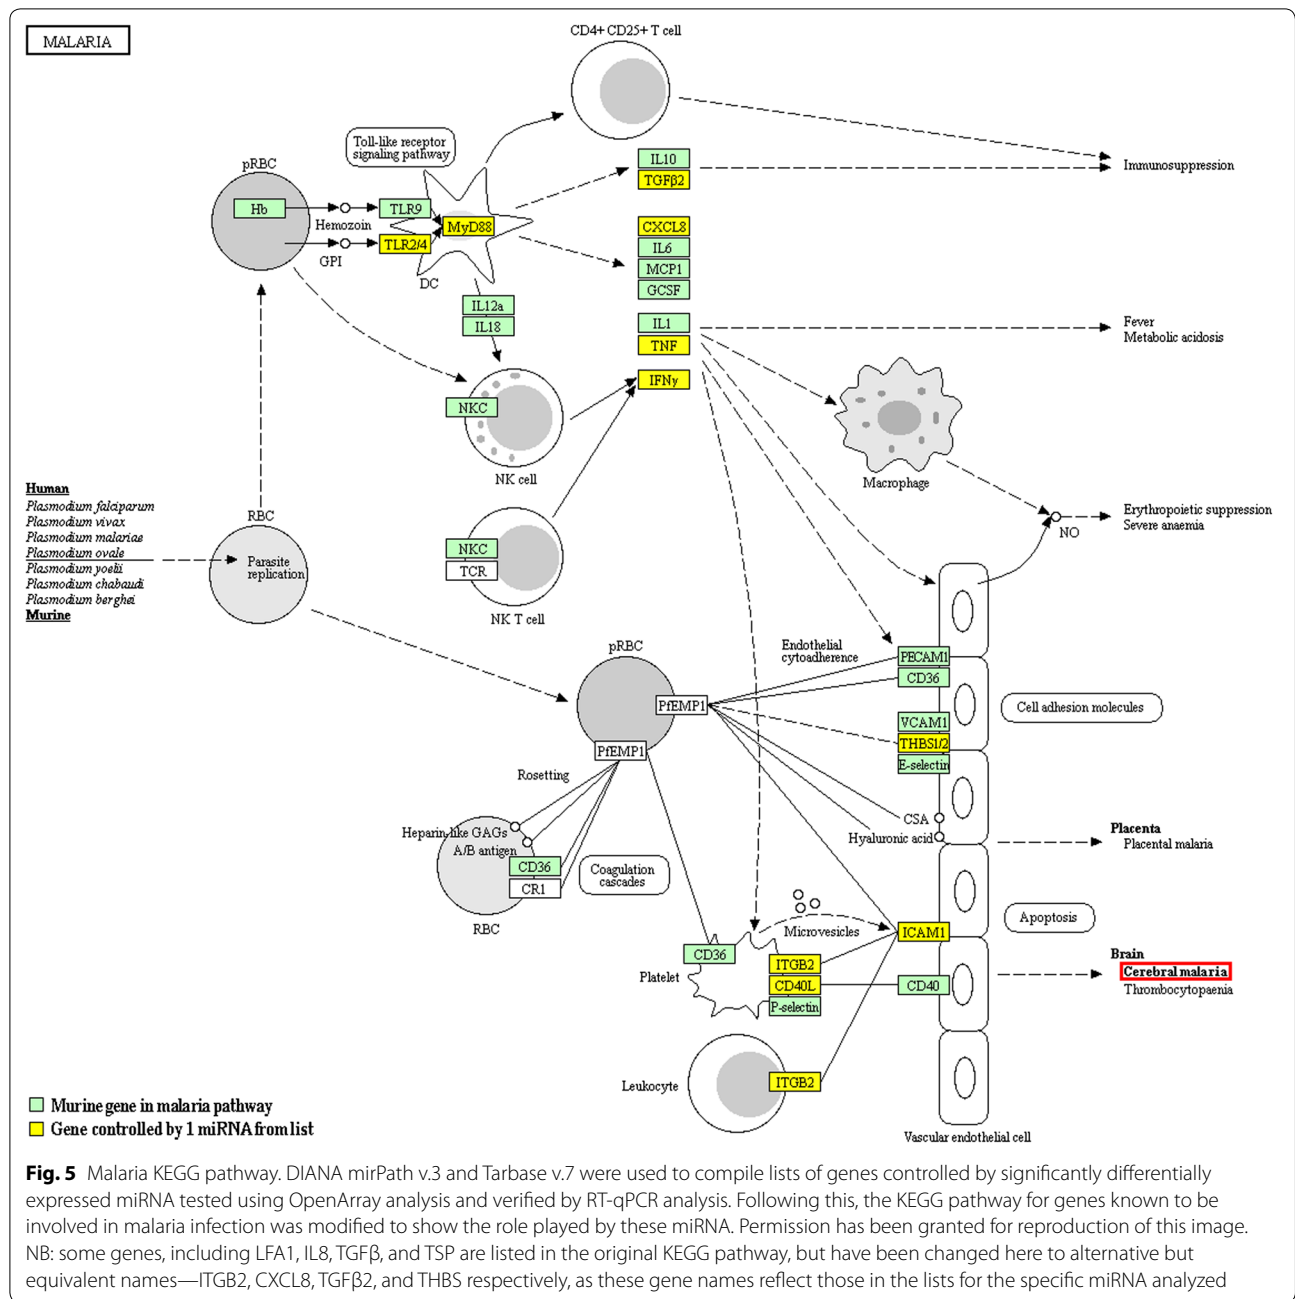 MALARIA
CD4+ CD25+ T cell
Toll-like receptor
signaling pathway
pRBC
IL10
TGFβ2
Immunosuppression
Hb
Hemozoin
TLR9
MyD88
TLR2/4
GPI
DC
CXCL8
IL6
MCP1
GCSF
IL12a
IL18
IL1
TNF
IFNγ
Fever
Metabolic acidosis
NKC
NK cell
Macrophage
Human
Plasmodium falciparum
Plasmodium vivax
Plasmodium malariae
Plasmodium ovale
Plasmodium yoelii
Plasmodium chabaudi
Plasmodium berghei
Murine
RBC
Parasite
replication
NKC
TCR
NK T cell
NO
Erythropoietic suppression
Severe anaemia
pRBC
PfEMP1
PfEMP1
Endothelial
cytoadherence
PECAM1
CD36
VCAM1
THBS1/2
E-selectin
Cell adhesion molecules
Rosetting
Heparin-like GAGs
A/B antigen
CD36
CR1
RBC
Coagulation
cascades
CSA
Hyaluronic acid
Placenta
Placental malaria
Microvesicles
ICAM1
Apoptosis
CD36
Platelet
ITGB2
CD40L
P-selectin
CD40
Brain
Cerebral malaria
Thrombocytopaenia
Leukocyte
ITGB2
Vascular endothelial cell
Murine gene in malaria pathway
Gene controlled by 1 miRNA from list
Fig. 5 Malaria KEGG pathway. DIANA mirPath v.3 and Tarbase v.7 were used to compile lists of genes controlled by significantly differentially
expressed miRNA tested using OpenArray analysis and verified by RT-qPCR analysis. Following this, the KEGG pathway for genes known to be
involved in malaria infection was modified to show the role played by these miRNA. Permission has been granted for reproduction of this image.
NB: some genes, including LFA1, IL8, TGFβ, and TSP are listed in the original KEGG pathway, but have been changed here to alternative but
equivalent names—ITGB2, CXCL8, TGFβ2, and THBS respectively, as these gene names reflect those in the lists for the specific miRNA analyzed